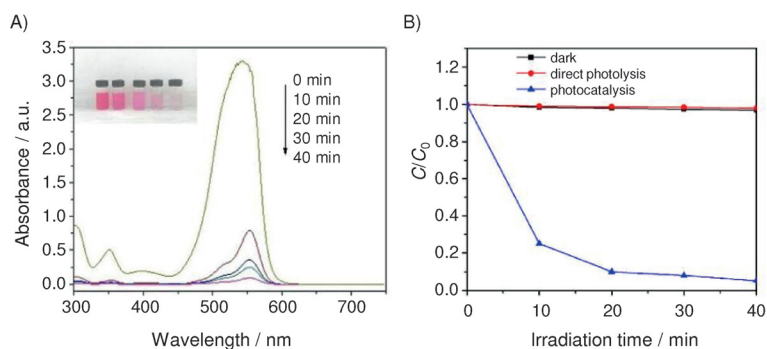 A)
3.5
3.0
2.5
2.0
1.5
1.0
0.5
0.0
300
400
500
600
700
Absorbance / a.u.
Wavelength / nm
0 min
10 min
20 min
30 min
40 min
B)
1.2
1.0
0.8
0.6
0.4
0.2
0.0
0
10
20
30
40
C/C0
Irradiation time / min
dark
direct photolysis
photocatalysis